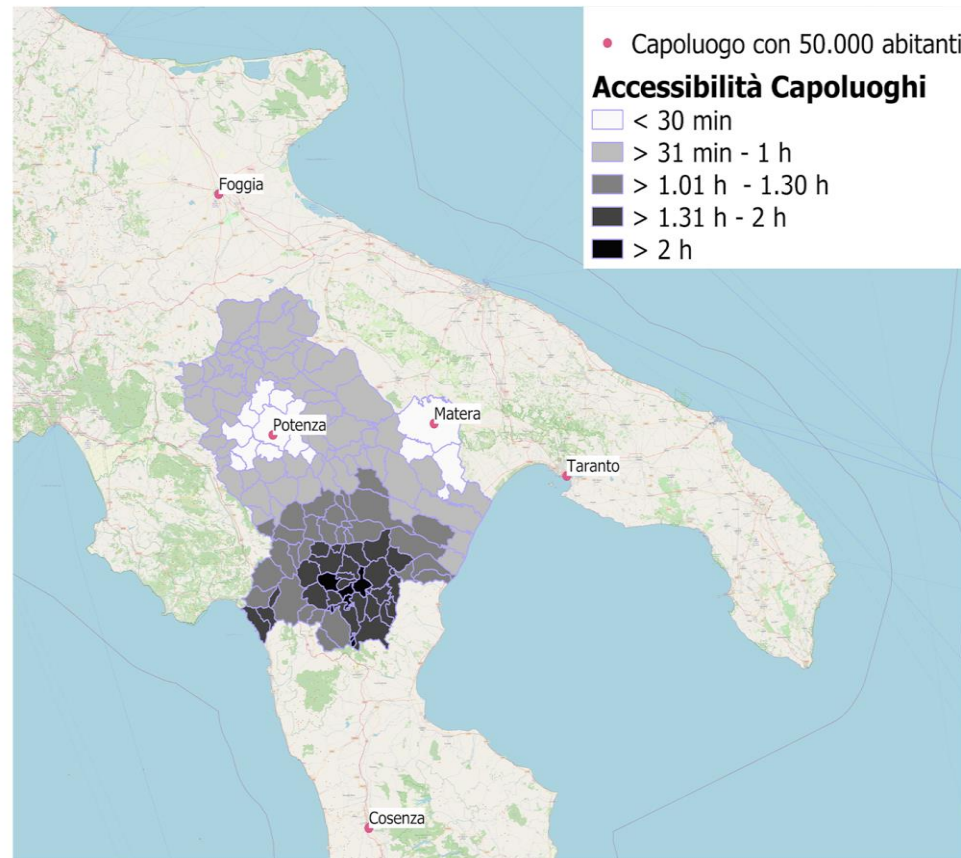 Capoluogo con 50.000 abitanti
Accessibilità Capoluoghi
< 30 min
> 31 min - 1 h
> 1.01 h - 1.30 h
> 1.31 h - 2 h
> 2 h
Foggia
Matera
Potenza
Taranto
Cosenza